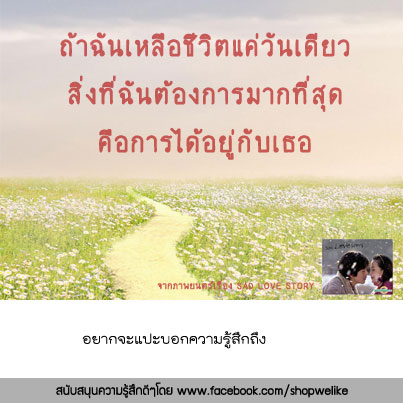 ถ้าฉันเหลือชีวิตแค่วันเดียว
สิ่งที่ฉันต้องการมากที่สุด
คือการได้อยู่กับเธอ
จากภาพยนตร์เรื่อง SAD LOVE STORY
อยากจะแปะบอกความรู้สึกถึง
สนับสนุนความรู้สึกดีๆโดย www.facebook.com/shopwelike